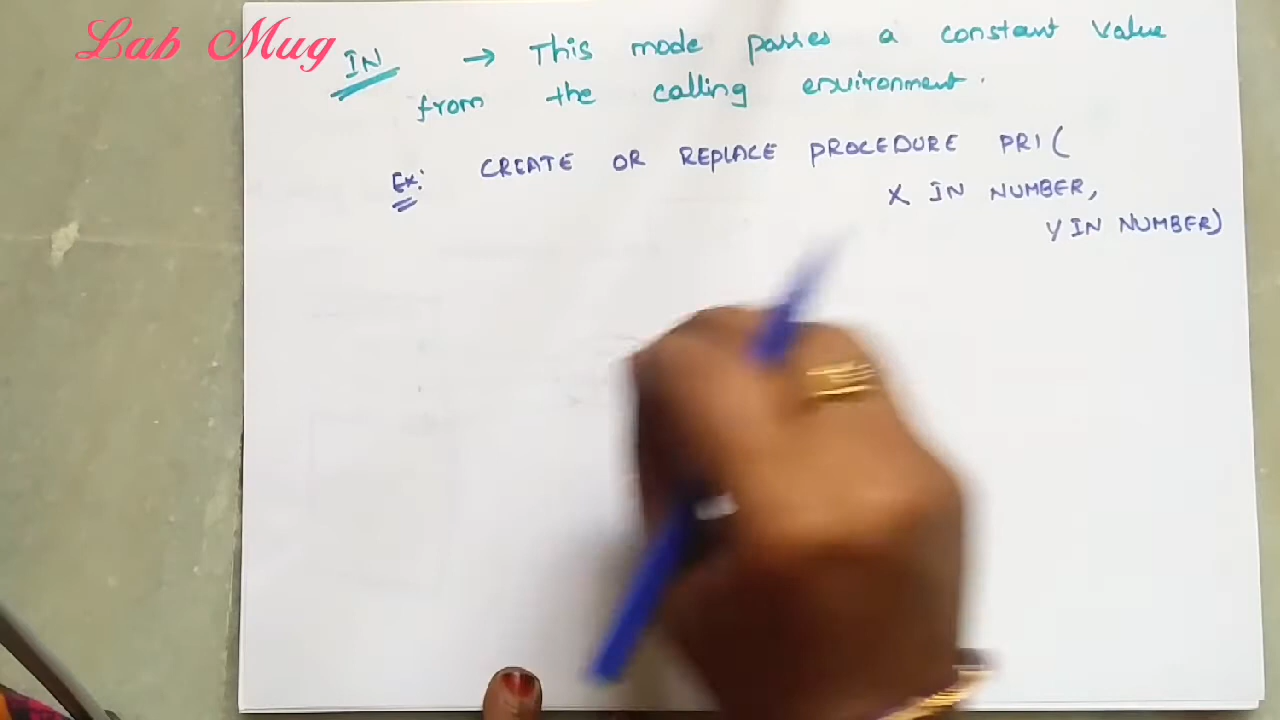 Lab Mug
IN → This mode passes a constant value
from the calling environment.
Ex: CREATE OR REPLACE PROCEDURE PR1(
X IN NUMBER,
Y IN NUMBER)